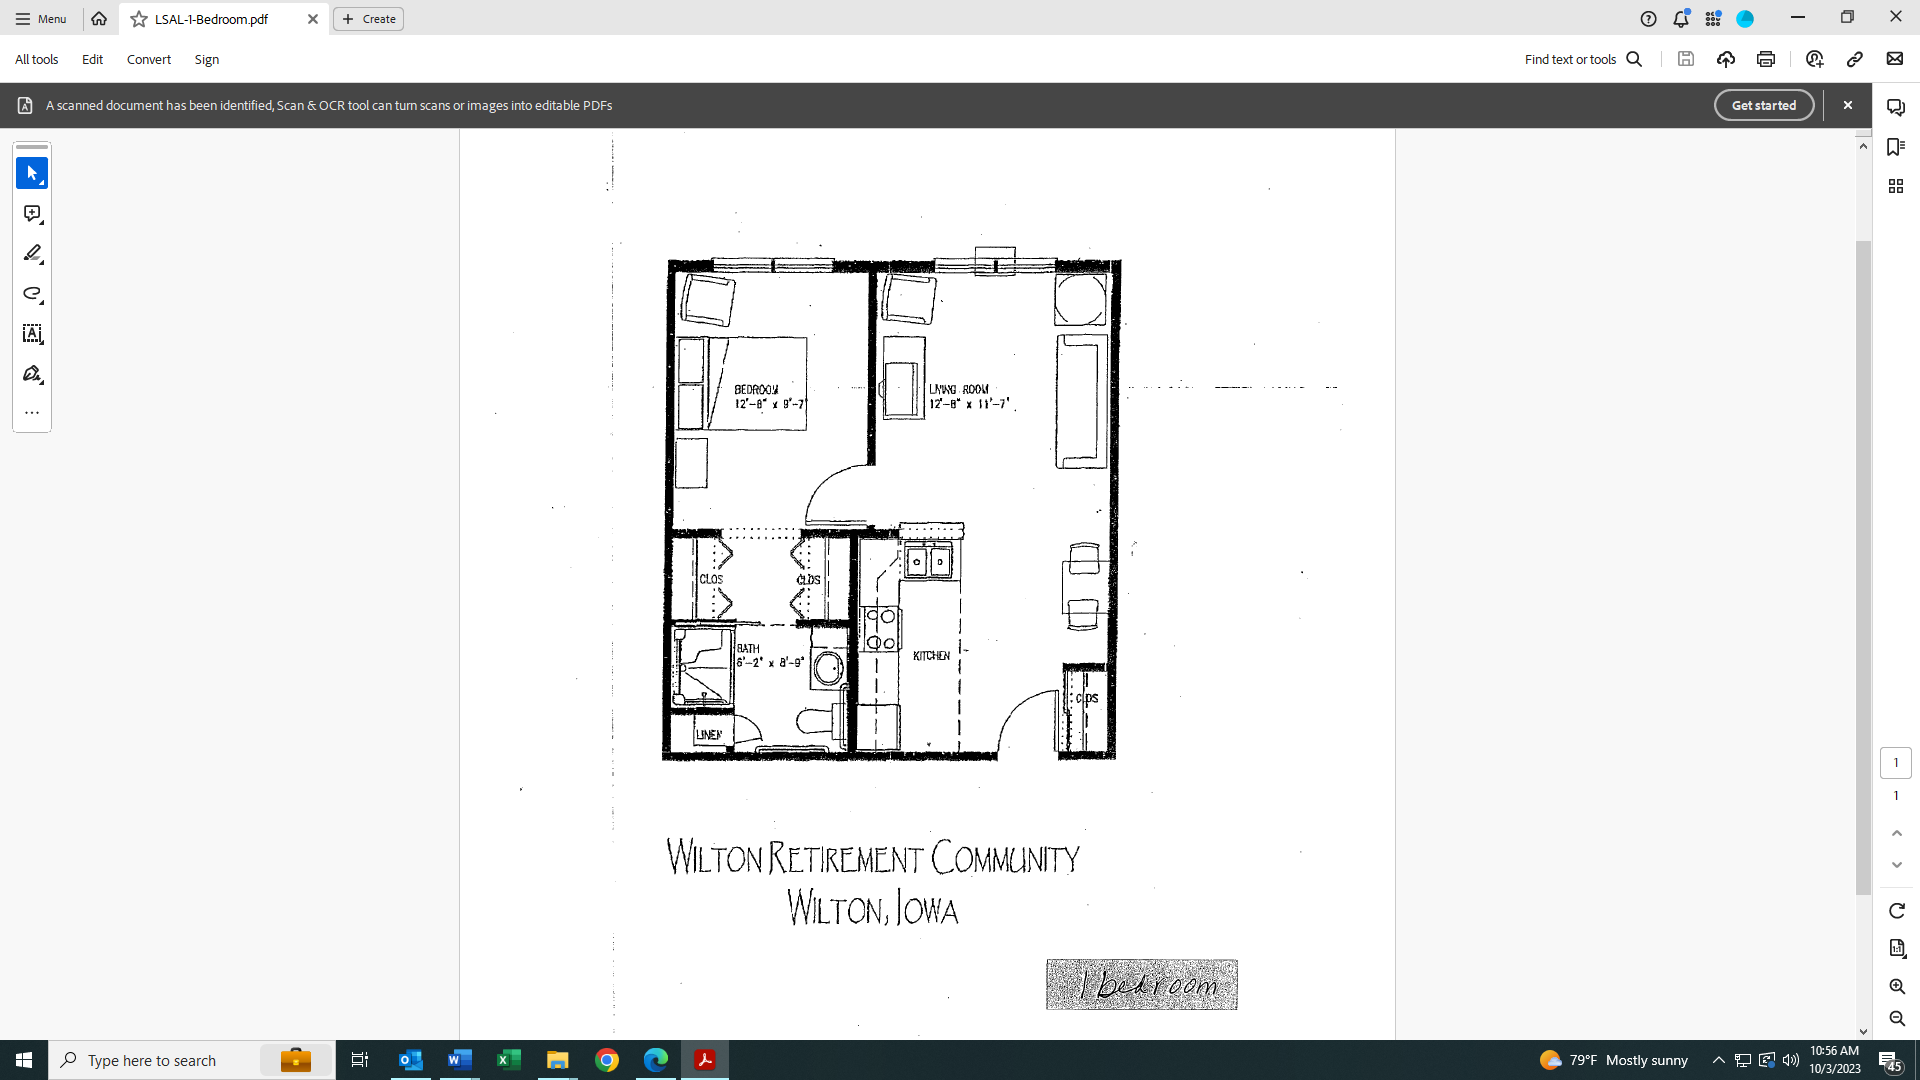 Menu
LSAL-1-Bedroom.pdf
Create
All tools
Edit
Convert
Sign
Find text or tools
A scanned document has been identified, Scan & OCR tool can turn scans or images into editable PDFs
Get started
BEDROOM
12'-8" x 9'-7"
LIVING ROOM
12'-8" x 11'-7"
CLOS
CLOS
BATH
6'-2" x 8'-9"
KITCHEN
CLOS
LINEN
WILTON RETIREMENT COMMUNITY
WILTON, IOWA
1 bedroom
1
1
Type here to search
79°F Mostly sunny
10:56 AM
10/3/2023
45